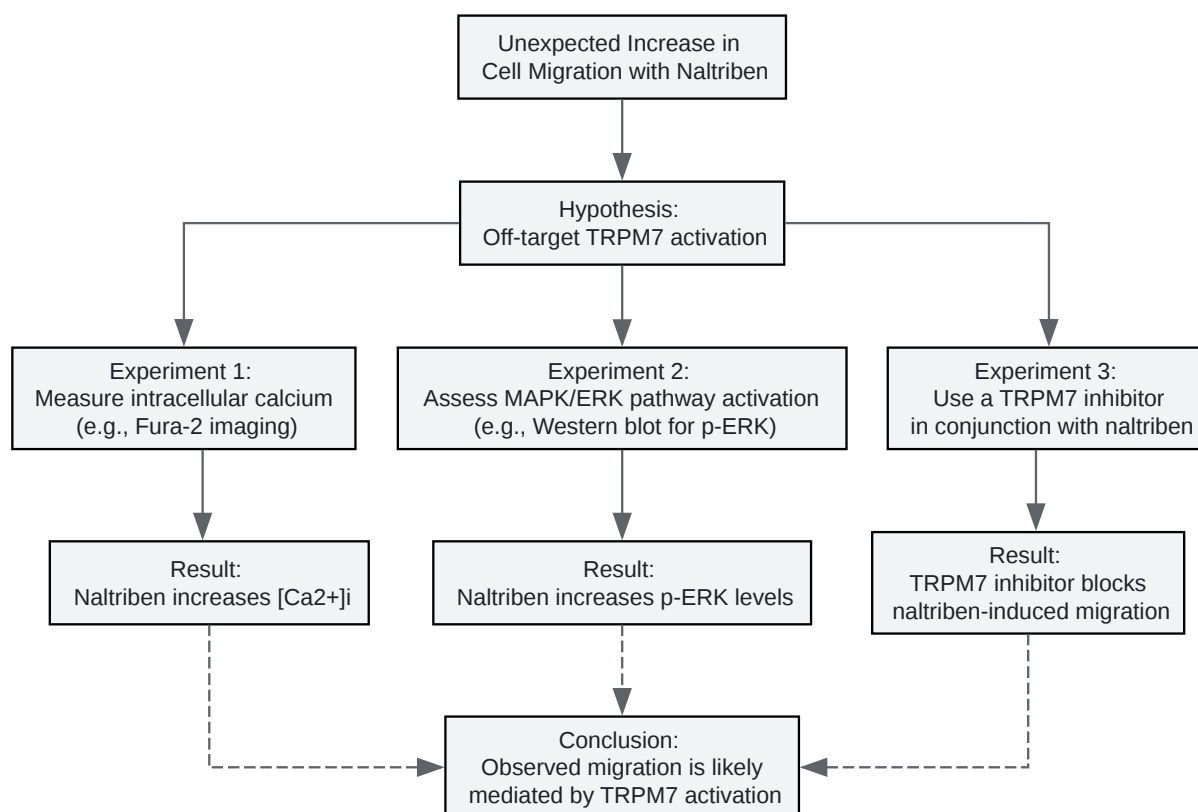 Unexpected Increase in
Cell Migration with Naltriben
Hypothesis:
Off-target TRPM7 activation
Experiment 1:
Measure intracellular calcium
(e.g., Fura-2 imaging)
Experiment 2:
Assess MAPK/ERK pathway activation
(e.g., Western blot for p-ERK)
Experiment 3:
Use a TRPM7 inhibitor
in conjunction with naltriben
Result:
Naltriben increases [Ca2+]i
Result:
Naltriben increases p-ERK levels
Result:
TRPM7 inhibitor blocks
naltriben-induced migration
Conclusion:
Observed migration is likely
mediated by TRPM7 activation